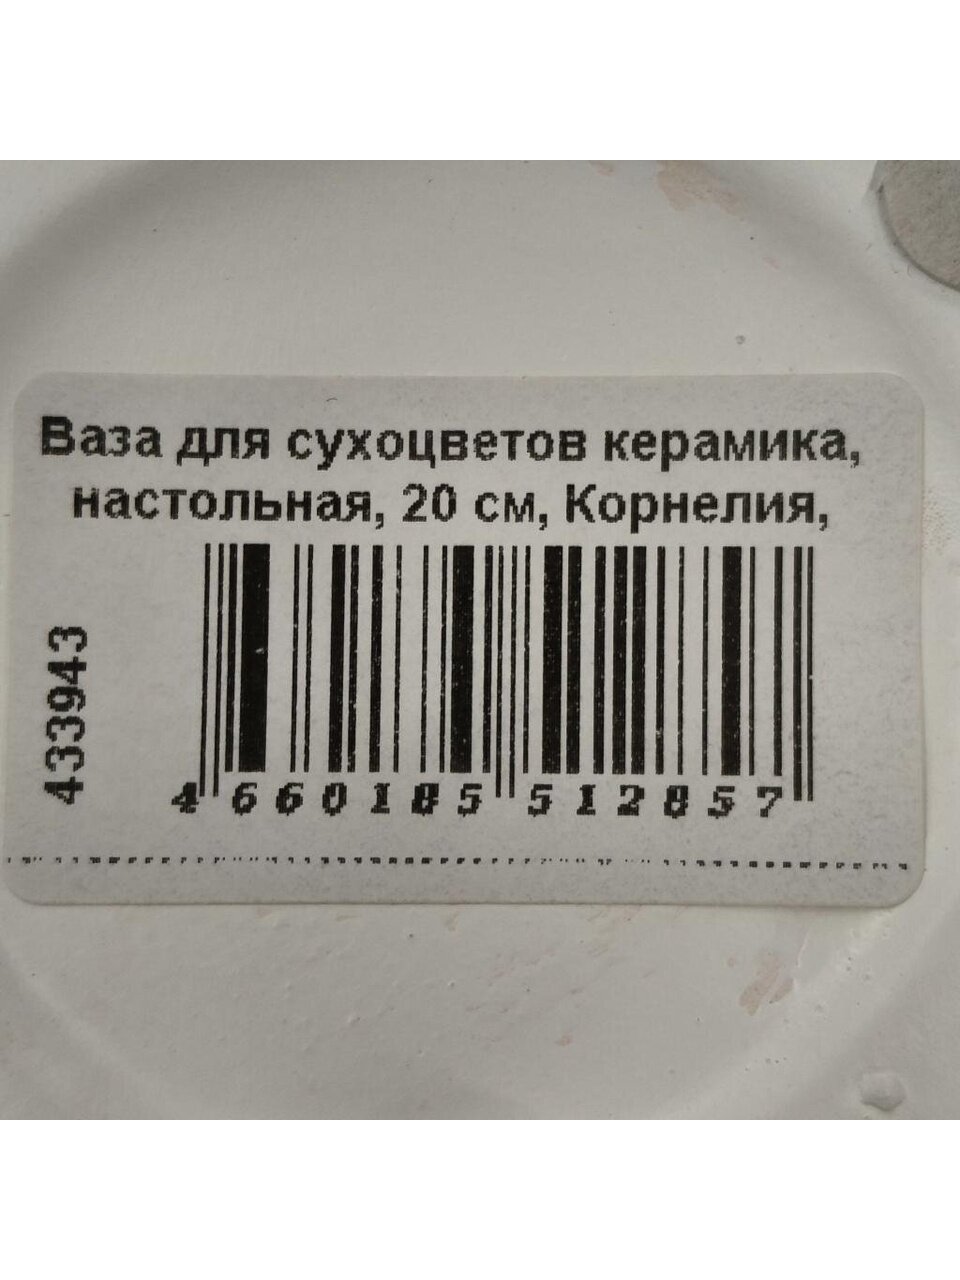 Ваза для сухоцветов керамика,
настольная, 20 см, Корнелия,
433943
4 660185 512857